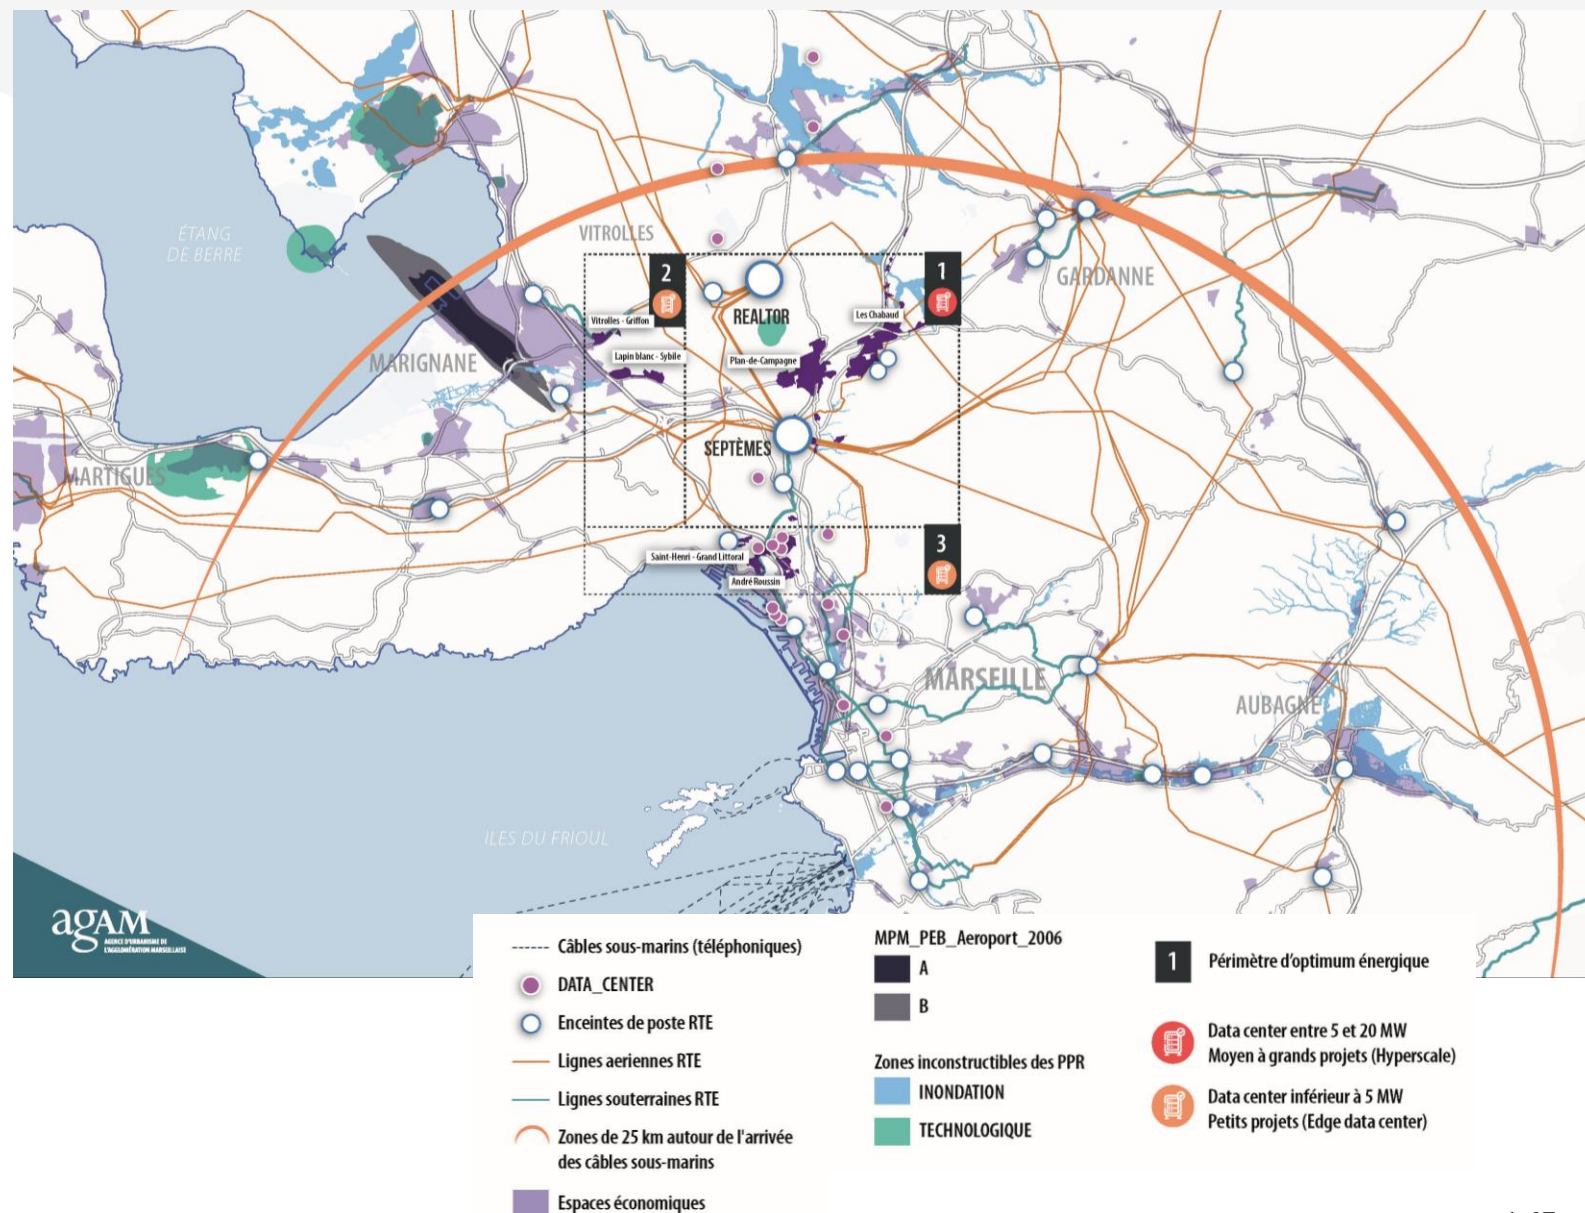 ÉTANG
DE BERRE
VITROLLES
2
1
REALTOR
GARDANNE
Vitrolles - Griffon
Les Chabaud
MARIGNANE
Lapin blanc - Sybile
Plan-de-Campagne
SEPTÈMES
MARTIGUES
3
Saint-Henri - Grand Littoral
André Roussin
MARSEILLE
AUBAGNE
ILES DU FRIOUL
agAM
AGENCE D'URBANISME DE
L'AGGLOMÉRATION MARSEILLAISE
Câbles sous-marins (téléphoniques)
DATA_CENTER
Enceintes de poste RTE
Lignes aeriennes RTE
Lignes souterraines RTE
Zones de 25 km autour de l'arrivée
des câbles sous-marins
Espaces économiques
MPM_PEB_Aeroport_2006
A
B
Zones inconstructibles des PPR
INONDATION
TECHNOLOGIQUE
1
Périmètre d'optimum énergique
Data center entre 5 et 20 MW
Moyen à grands projets (Hyperscale)
Data center inférieur à 5 MW
Petits projets (Edge data center)